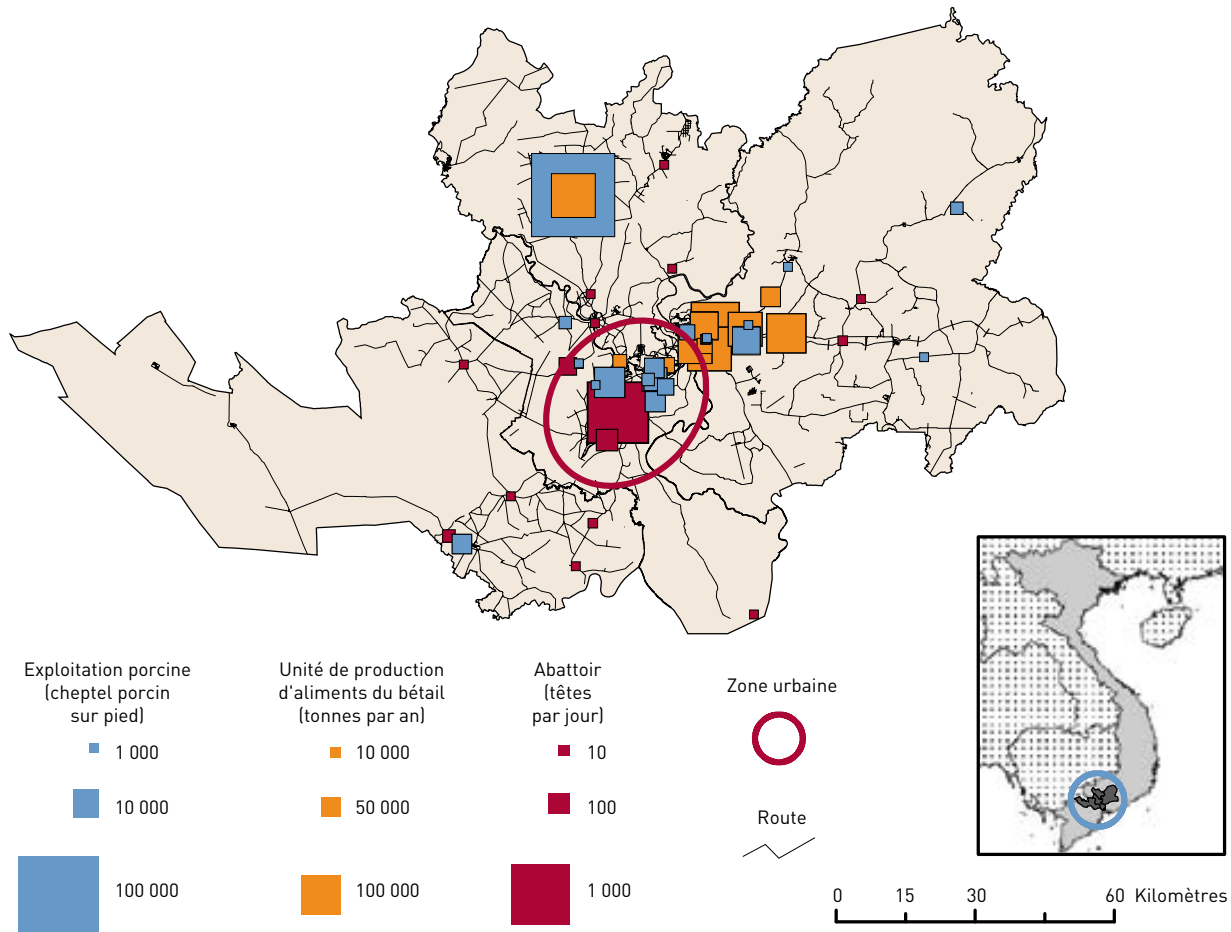 Exploitation porcine
(cheptel porcin
sur pied)
1 000
10 000
100 000
Unité de production
d'aliments du bétail
(tonnes par an)
10 000
50 000
100 000
Abattoir
(têtes
par jour)
10
100
1 000
Zone urbaine
Route
0 15 30 60 Kilomètres